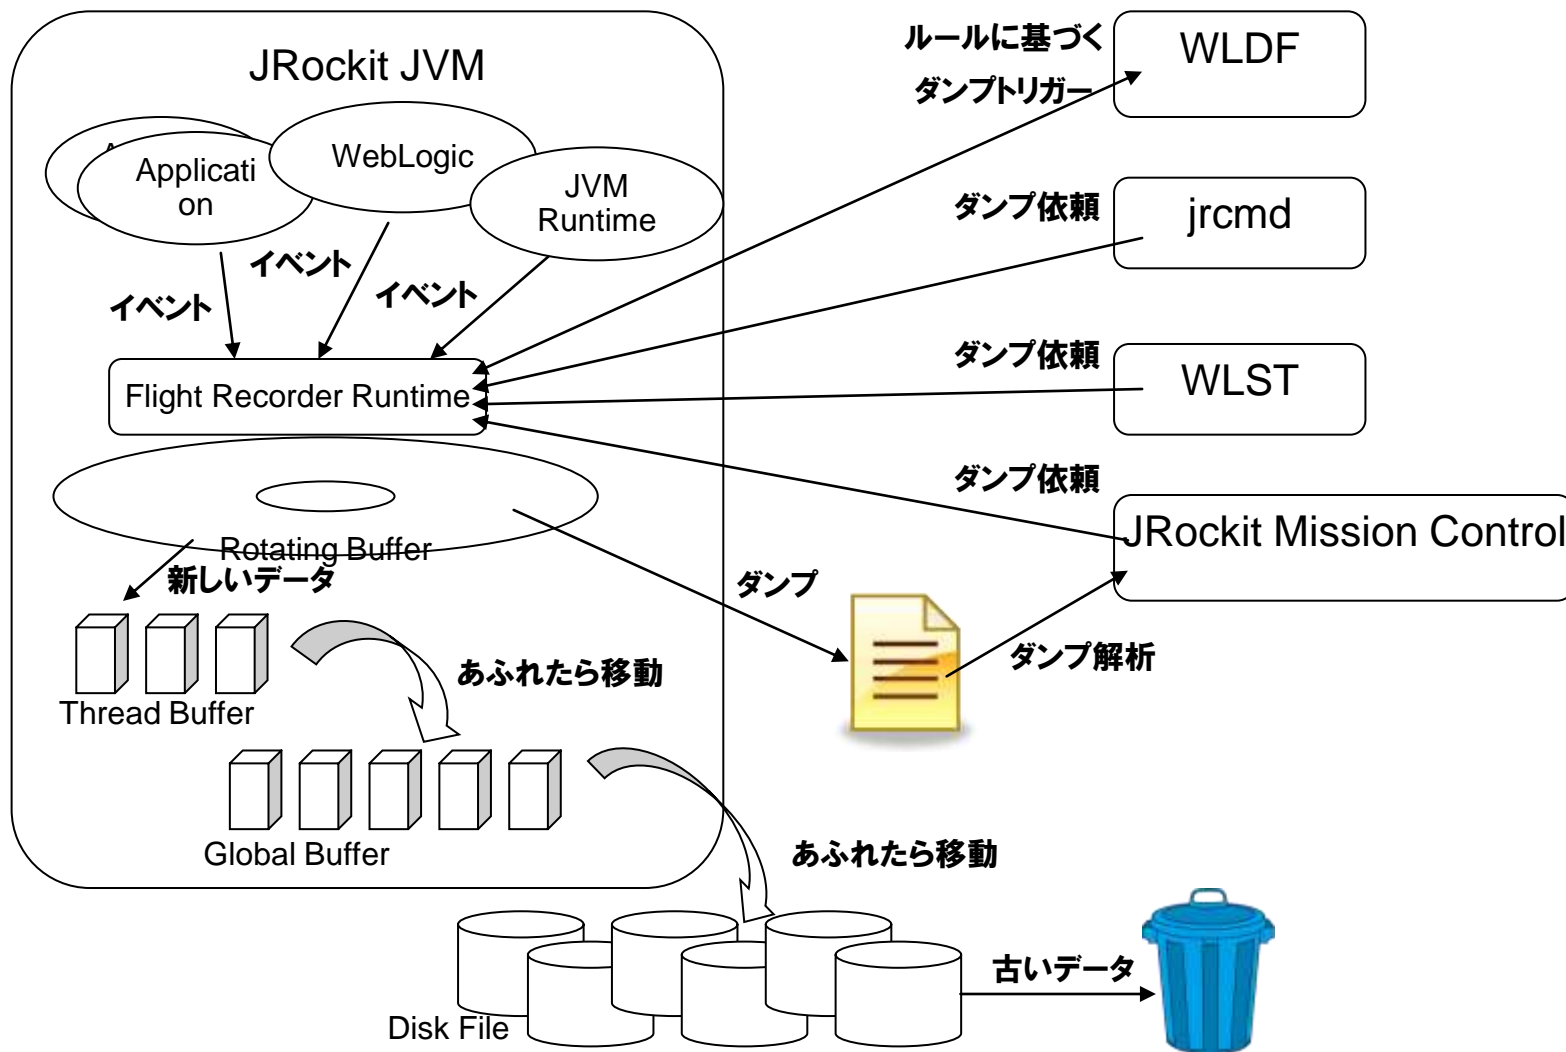 JRockit JVM
Applicati
on
WebLogic
JVM
Runtime
イベント
イベント
イベント
Flight Recorder Runtime
Rotating Buffer
新しいデータ
Thread Buffer
あふれたら移動
Global Buffer
あふれたら移動
Disk File
古いデータ
ルールに基づく
ダンプトリガー
WLDF
ダンプ依頼
jrcmd
ダンプ依頼
WLST
ダンプ依頼
JRockit Mission Control
ダンプ
ダンプ解析